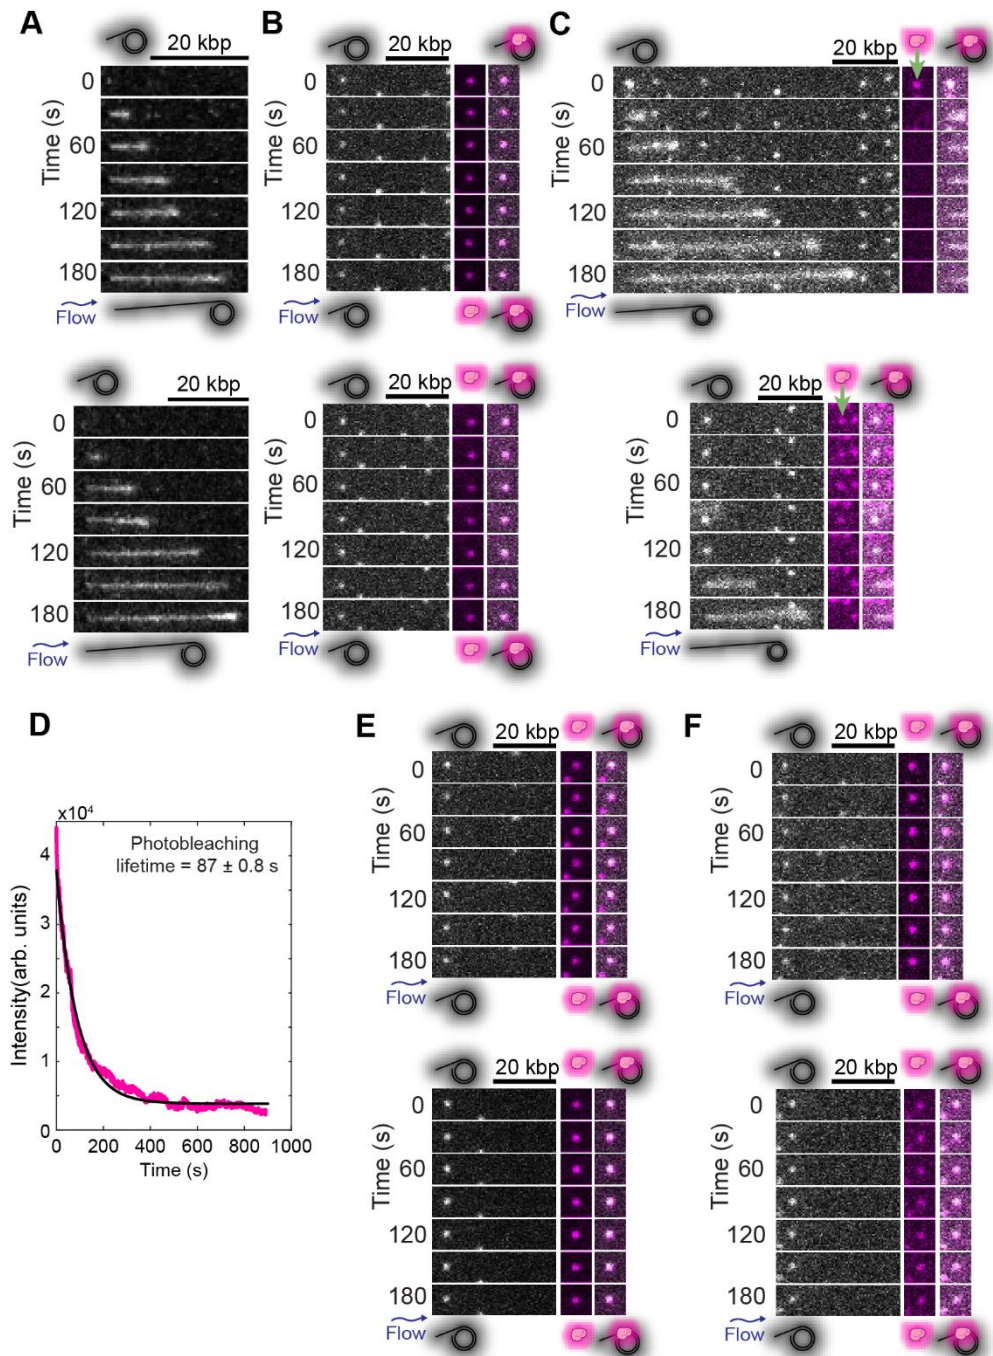 A
20 kbp
Time (s)
0
60
120
180
Flow
B
20 kbp
Time (s)
0
60
120
180
Flow
C
20 kbp
Time (s)
0
60
120
180
Flow
20 kbp
Time (s)
0
60
120
180
Flow
20 kbp
Time (s)
0
60
120
180
Flow
20 kbp
Time (s)
0
60
120
180
Flow
D
x10⁴
Photobleaching
lifetime = 87 ± 0.8 s
Intensity(arb. units)
4
3
2
1
0
0 200 400 600 800 1000
Time (s)
E
20 kbp
Time (s)
0
60
120
180
Flow
F
20 kbp
Time (s)
0
60
120
180
Flow
20 kbp
Time (s)
0
60
120
180
Flow
20 kbp
Time (s)
0
60
120
180
Flow